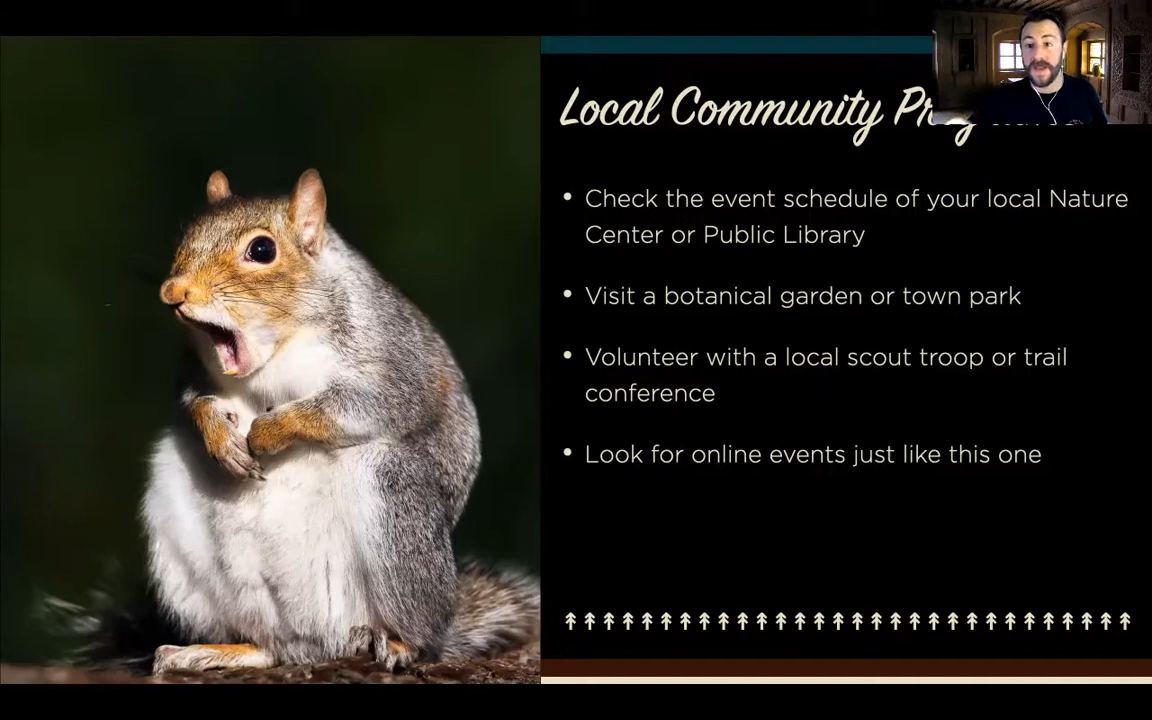 Local Community
• Check the event schedule of your local Nature
Center or Public Library
• Visit a botanical garden or town park
• Volunteer with a local scout troop or trail
conference
• Look for online events just like this one